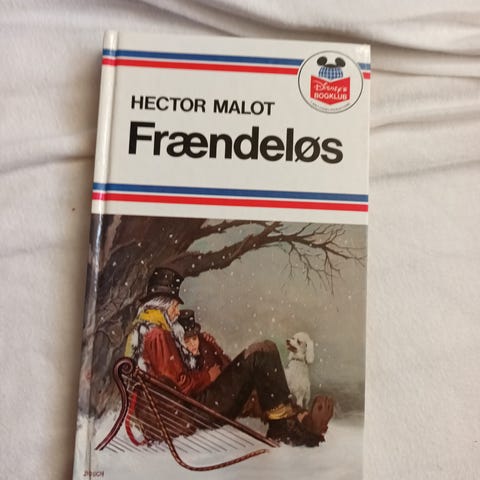 Disney's
BOGKLUB
HECTOR MALOT
Frændeløs